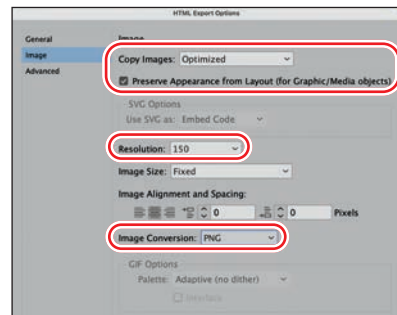 HTML Export Options
General
Image
Advanced
Image
Copy Images: Optimized
Preserve Appearance from Layout (for Graphic/Media objects)
SVG Options
Use SVG as: Embed Code
Resolution: 150
Image Size: Fixed
Image Alignment and Spacing:
0 0 Pixels
Image Conversion: PNG
GIF Options
Palette: Adaptive (no dither)
Interlace